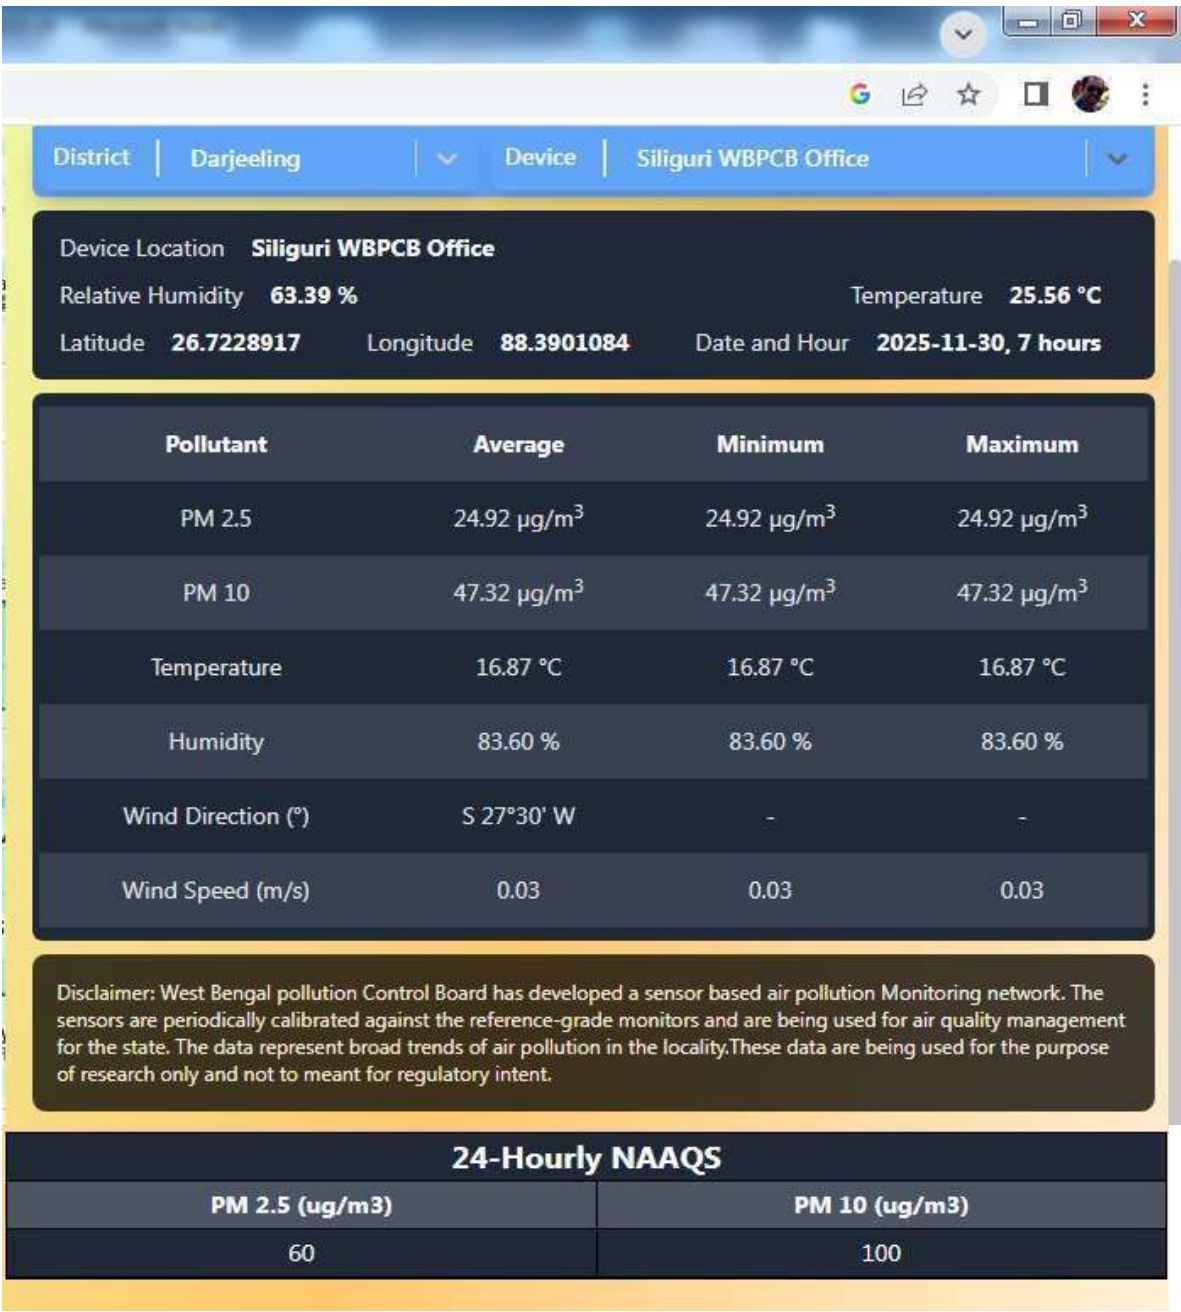 District Darjeeling Device Siliguri WBPCB Office
Device Location Siliguri WBPCB Office
Relative Humidity 63.39 % Temperature 25.56 °C
Latitude 26.7228917 Longitude 88.3901084 Date and Hour 2025-11-30, 7 hours
Pollutant Average Minimum Maximum
PM 2.5 24.92 µg/m³ 24.92 µg/m³ 24.92 µg/m³
PM 10 47.32 µg/m³ 47.32 µg/m³ 47.32 µg/m³
Temperature 16.87 °C 16.87 °C 16.87 °C
Humidity 83.60 % 83.60 % 83.60 %
Wind Direction (°) S 27°30' W - -
Wind Speed (m/s) 0.03 0.03 0.03
Disclaimer: West Bengal pollution Control Board has developed a sensor based air pollution Monitoring network. The
sensors are periodically calibrated against the reference-grade monitors and are being used for air quality management
for the state. The data represent broad trends of air pollution in the locality.These data are being used for the purpose
of research only and not to meant for regulatory intent.
24-Hourly NAAQS
PM 2.5 (ug/m3) PM 10 (ug/m3)
60 100